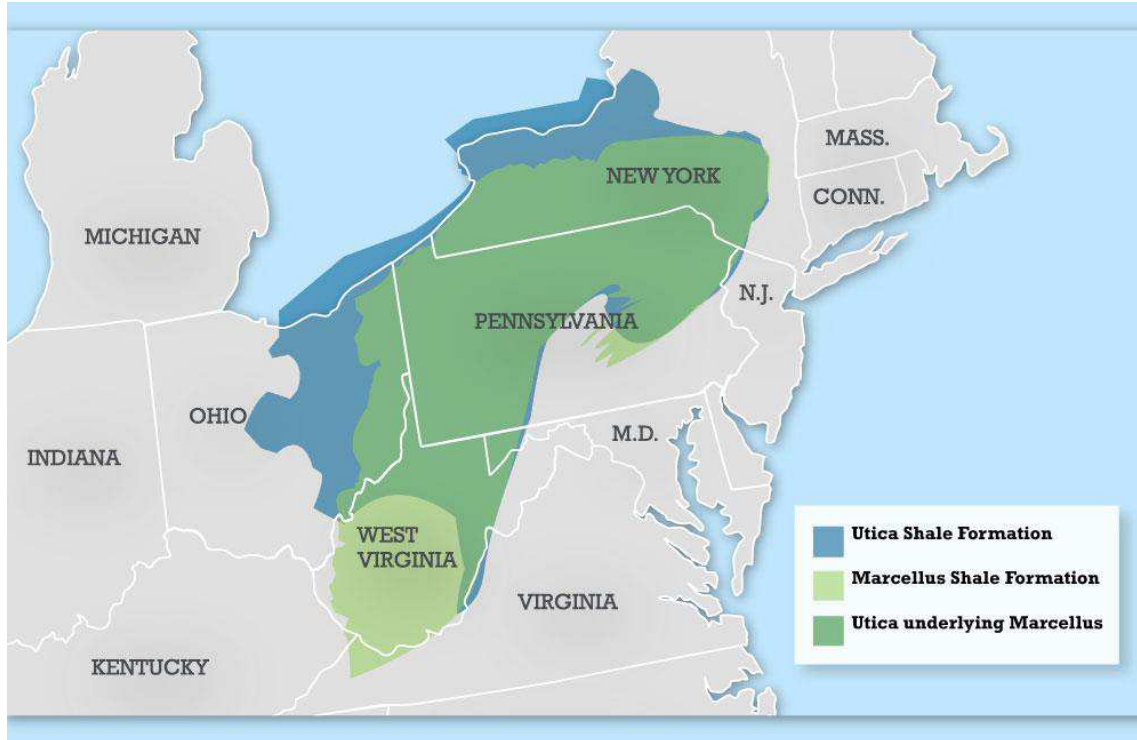 MASS.
NEW YORK
CONN.
MICHIGAN
N.J.
PENNSYLVANIA
OHIO
M.D.
INDIANA
WEST
VIRGINIA
VIRGINIA
KENTUCKY
Utica Shale Formation
Marcellus Shale Formation
Utica underlying Marcellus